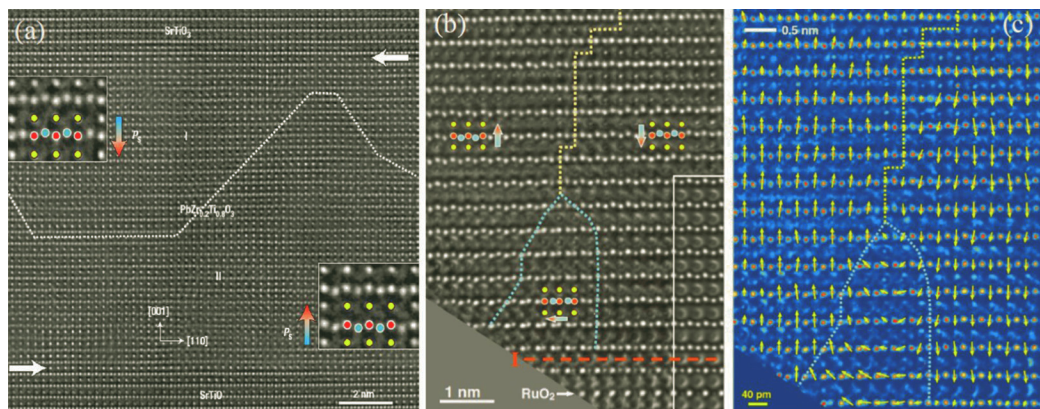 (a)
SrTiO3
Ps
I
PbZr0.2Ti0.8O3
II
[001]
[110]
Ps
SrTiO
2 nm
(b)
1 nm
RuO2
(c)
0.5 nm
40 pm